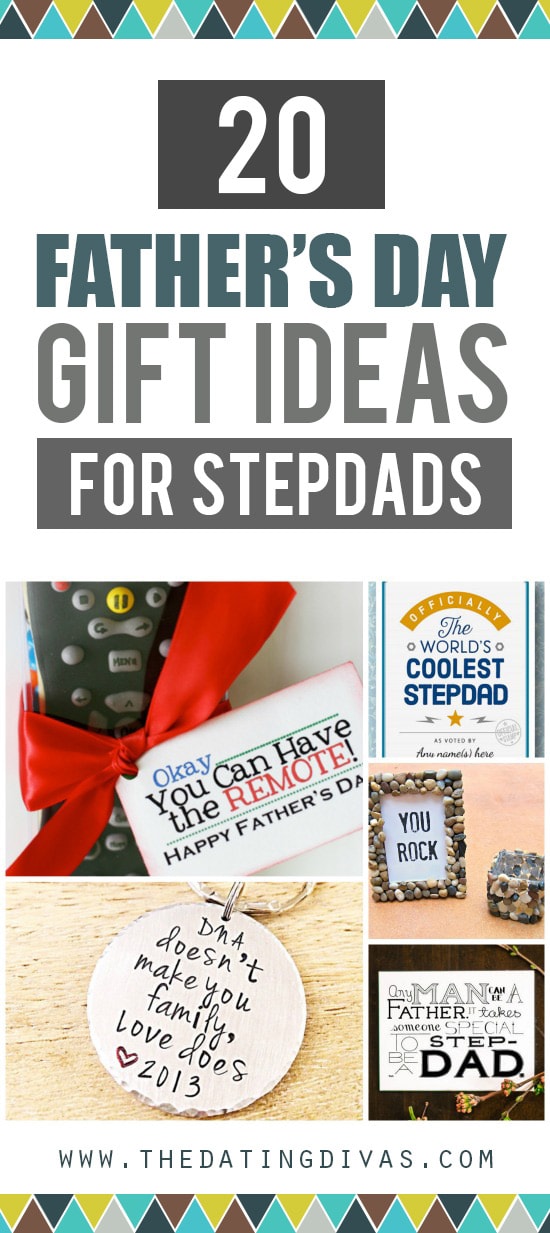 20
FATHER'S DAY
GIFT IDEAS
FOR STEPDADS
MENU
Okay
You Can Have
the REMOTE!
HAPPY FATHER'S DA
OFFICIALLY
The
WORLD'S
COOLEST
STEPDAD
AS VOTED BY
Any name(s) here
YOU
ROCK
DNA
doesn't
make you
family,
Love does
2013
Any MAN CAN BE A
FATHER. IT takes
someone SPECIAL
TO BE A STEP-
DAD.
WWW.THEDATINGDIVAS.COM